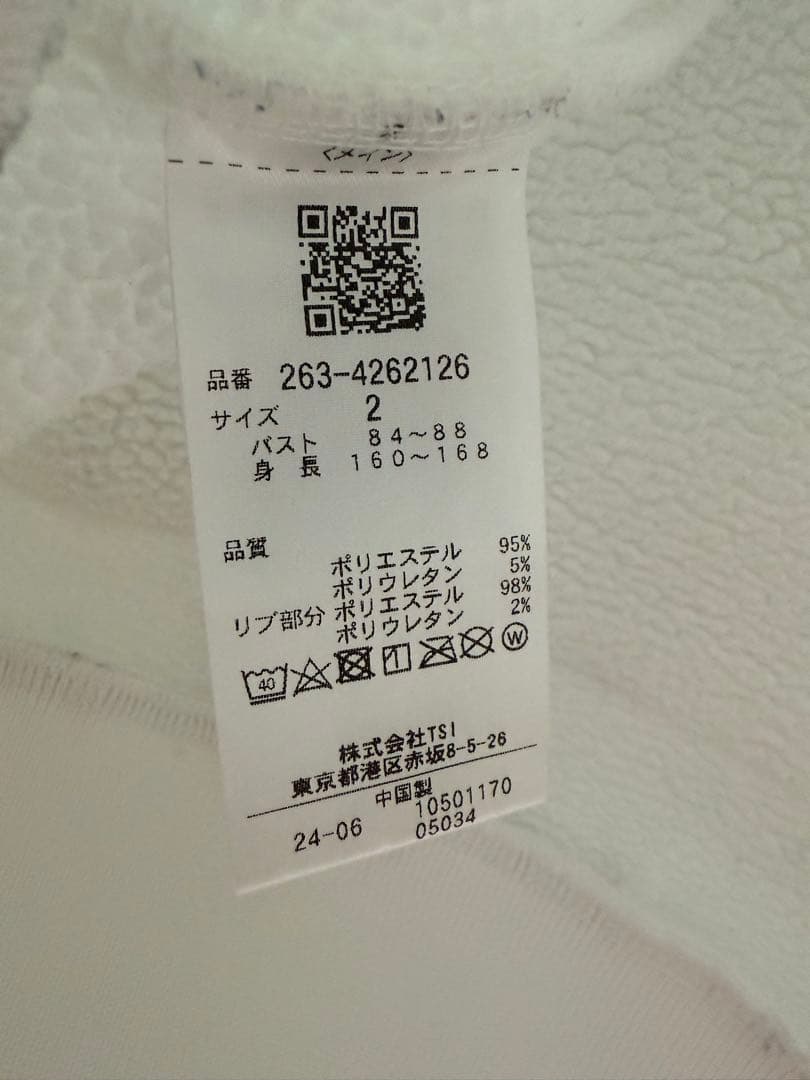 〈メイン〉
品番 263-4262126
サイズ 2
バスト 84～88
身長 160～168
品質 ポリエステル 95%
ポリウレタン 5%
リブ部分 ポリエステル 98%
ポリウレタン 2%
40 1 W
株式会社TSI
東京都港区赤坂8-5-26
中国製
24-06 10501170
05034